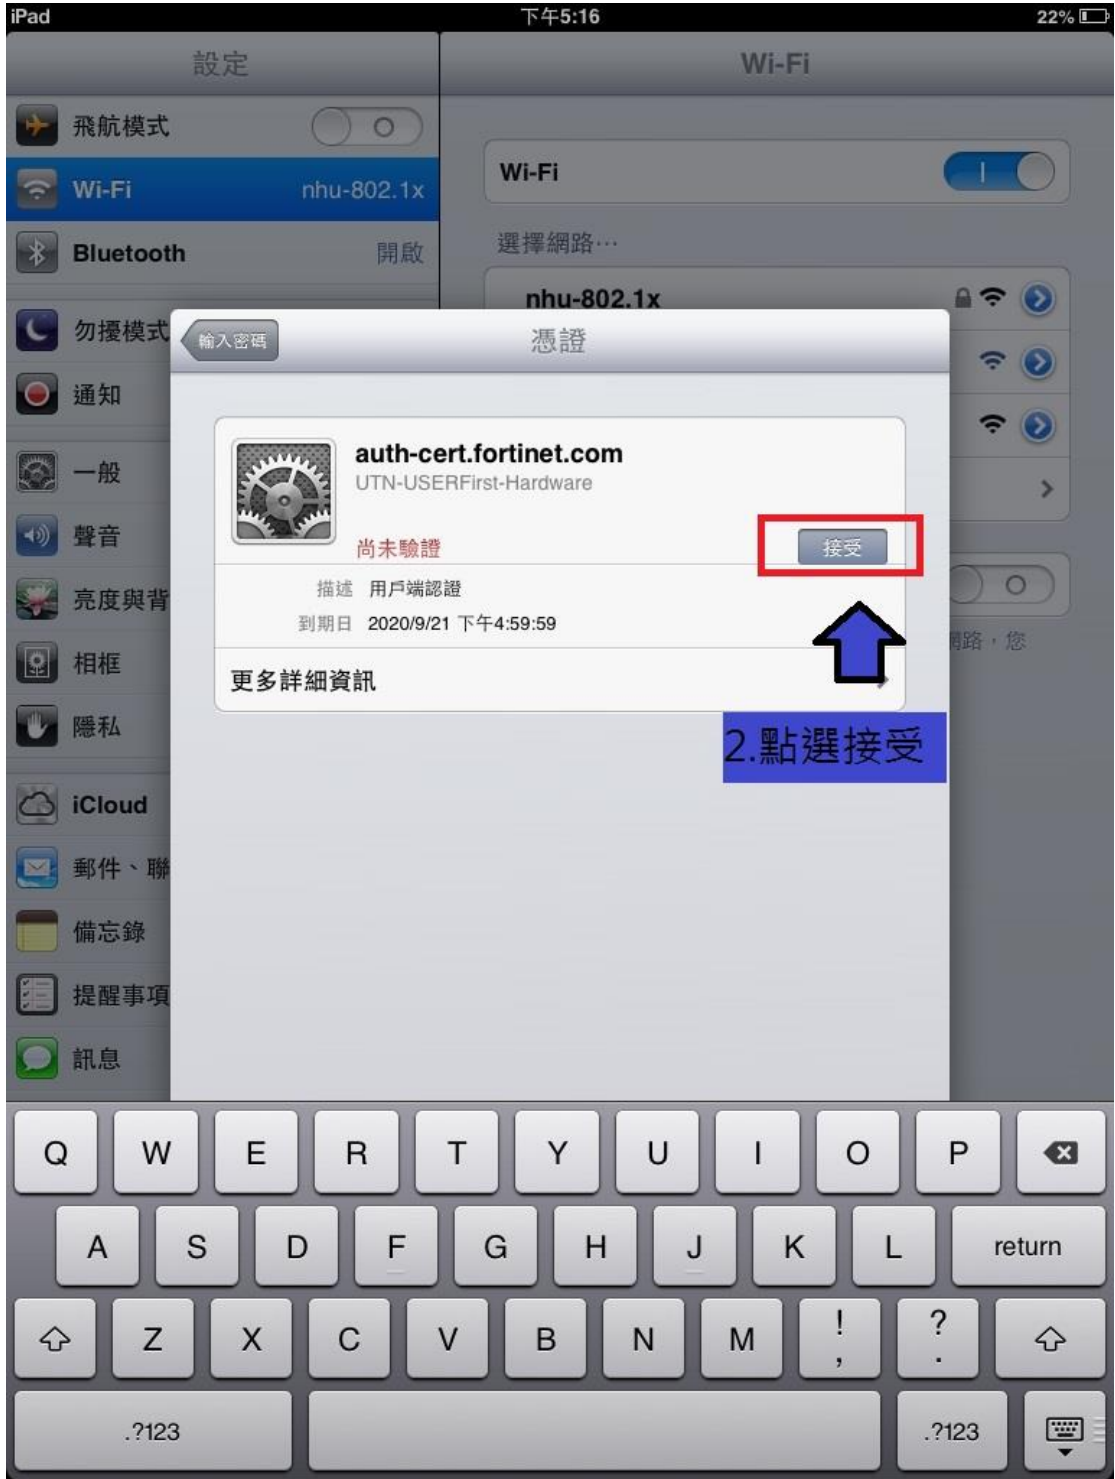 iPad 下午5:16 22%
設定
Wi-Fi
飛航模式
Wi-Fi nhu-802.1x
Bluetooth 開啟
勿擾模式
通知
一般
聲音
亮度與背
相框
隱私
iCloud
郵件、聯
備忘錄
提醒事項
訊息
Wi-Fi
選擇網路…
nhu-802.1x
網路,您
輸入密碼
憑證
auth-cert.fortinet.com
UTN-USERFirst-Hardware
尚未驗證
接受
描述 用戶端認證
到期日 2020/9/21 下午4:59:59
更多詳細資訊
2.點選接受
Q W E R T Y U I O P
A S D F G H J K L return
Z X C V B N M ! , ? .
.?123 .?123